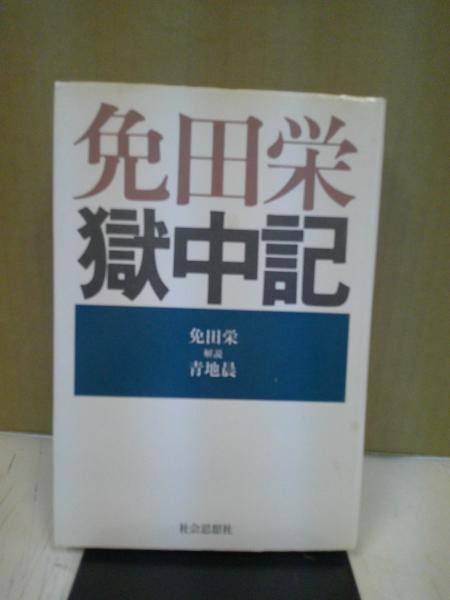 免田栄
獄中記
免田栄
解説
青地晨
社会思想社